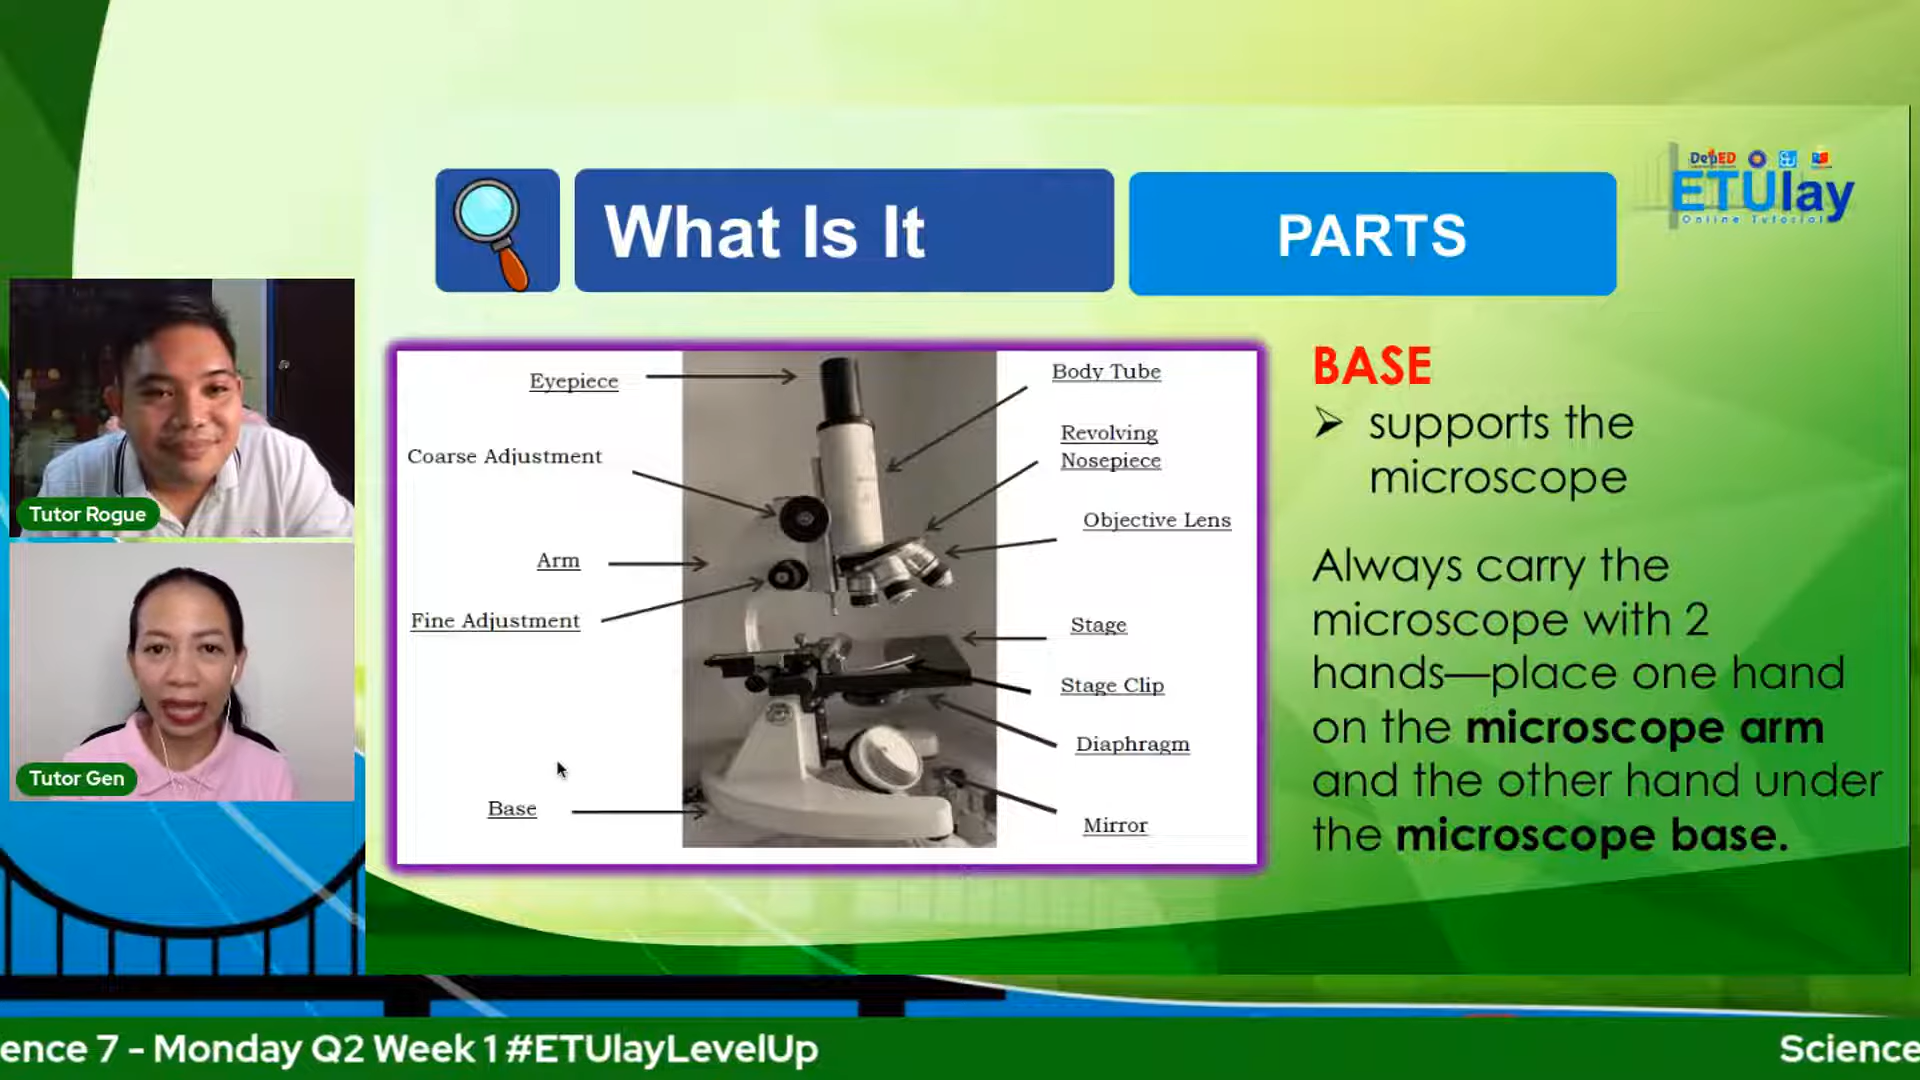 DepED
ETUlay
Online Tutorial
What Is It
PARTS
Eyepiece
Coarse Adjustment
Arm
Fine Adjustment
Base
Body Tube
Revolving
Nosepiece
Objective Lens
Stage
Stage Clip
Diaphragm
Mirror
BASE
➢ supports the
microscope
Always carry the
microscope with 2
hands—place one hand
on the microscope arm
and the other hand under
the microscope base.
Tutor Rogue
Tutor Gen
ence 7 - Monday Q2 Week 1 #ETUlayLevelUp
Science